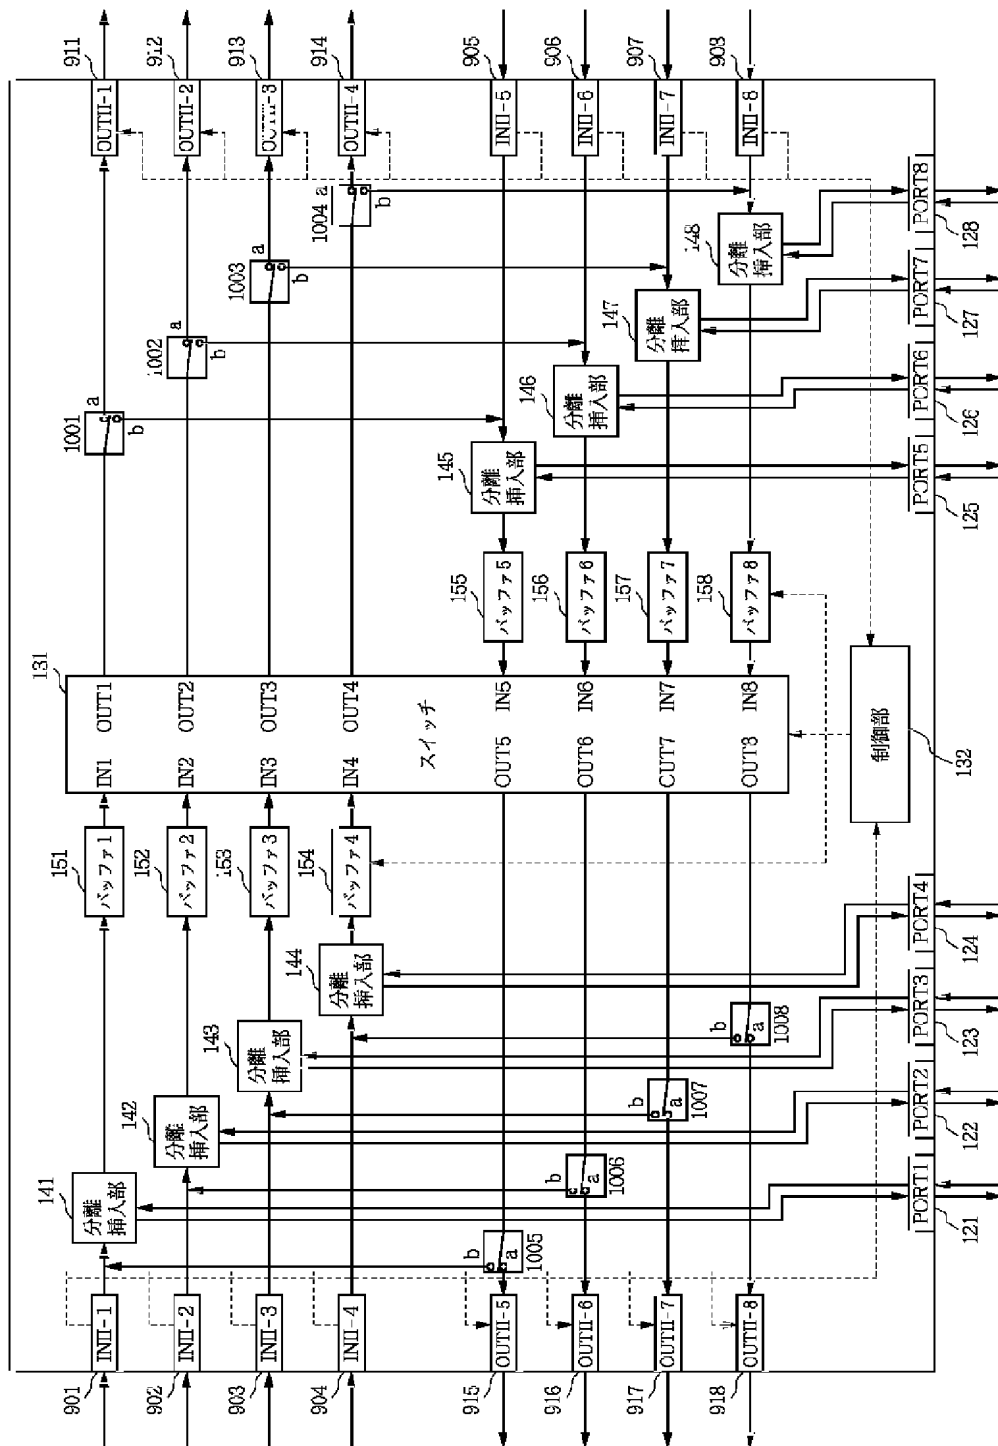 901
INII-1
141
分離
挿入部
151
バッファ1
131
IN1
OUT1
1001
a
b
OUTII-1
911
902
INII-2
142
分離
挿入部
152
バッファ2
IN2
OUT2
1002
a
b
OUTII-2
912
903
INII-3
143
分離
挿入部
153
バッファ3
IN3
OUT3
1003
a
b
OUTII-3
913
904
INII-4
144
分離
挿入部
154
バッファ4
IN4
OUT4
1004
a
b
OUTII-4
914
スイッチ
915
OUTII-5
b
a
1005
OUT5
IN5
155
バッファ5
145
分離
挿入部
INII-5
905
916
OUTII-6
b
a
1006
OUT6
IN6
156
バッファ6
146
分離
挿入部
INII-6
906
917
OUTII-7
b
a
1007
OUT7
IN7
157
バッファ7
147
分離
挿入部
INII-7
907
918
OUTII-8
b
a
1008
OUT8
IN8
158
バッファ8
148
分離
挿入部
INII-8
908
制御部
132
PORT1
121
PORT2
122
PORT3
123
PORT4
124
PORT5
125
PORT6
126
PORT7
127
PORT8
128